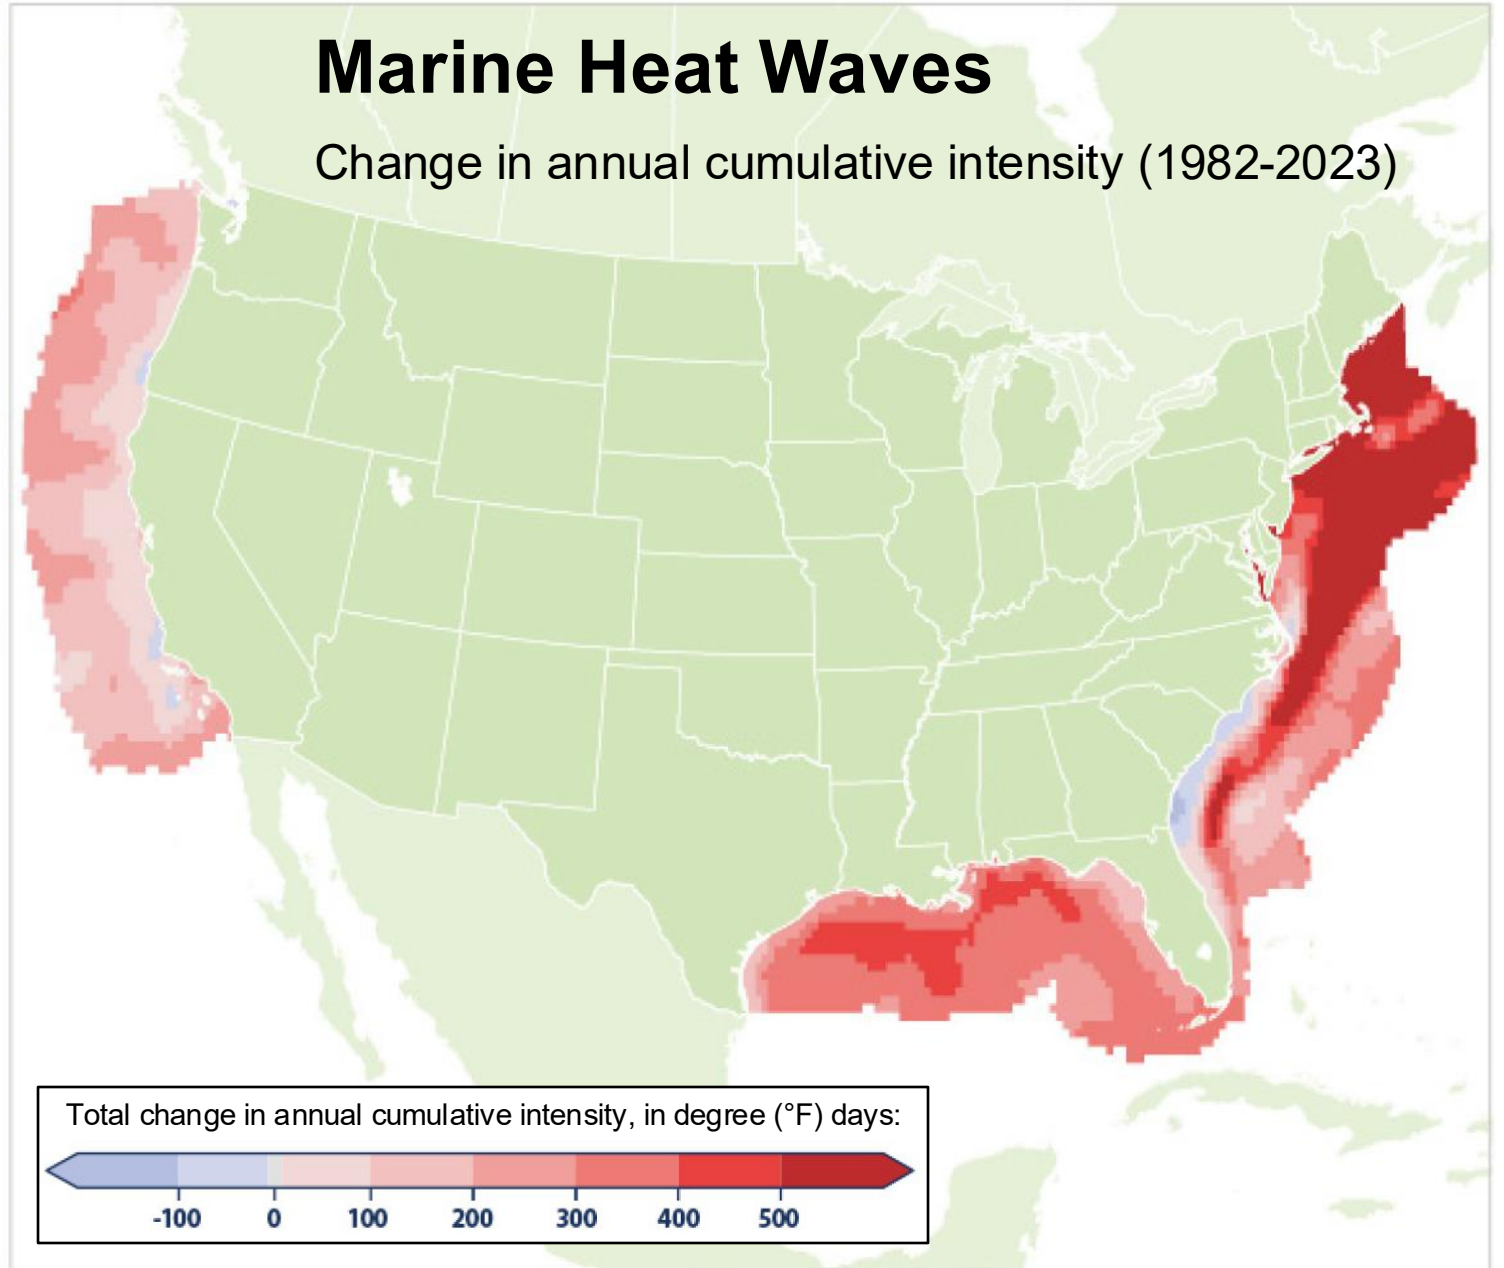 Marine Heat Waves
Change in annual cumulative intensity (1982-2023)
Total change in annual cumulative intensity, in degree (°F) days:
-100 0 100 200 300 400 500